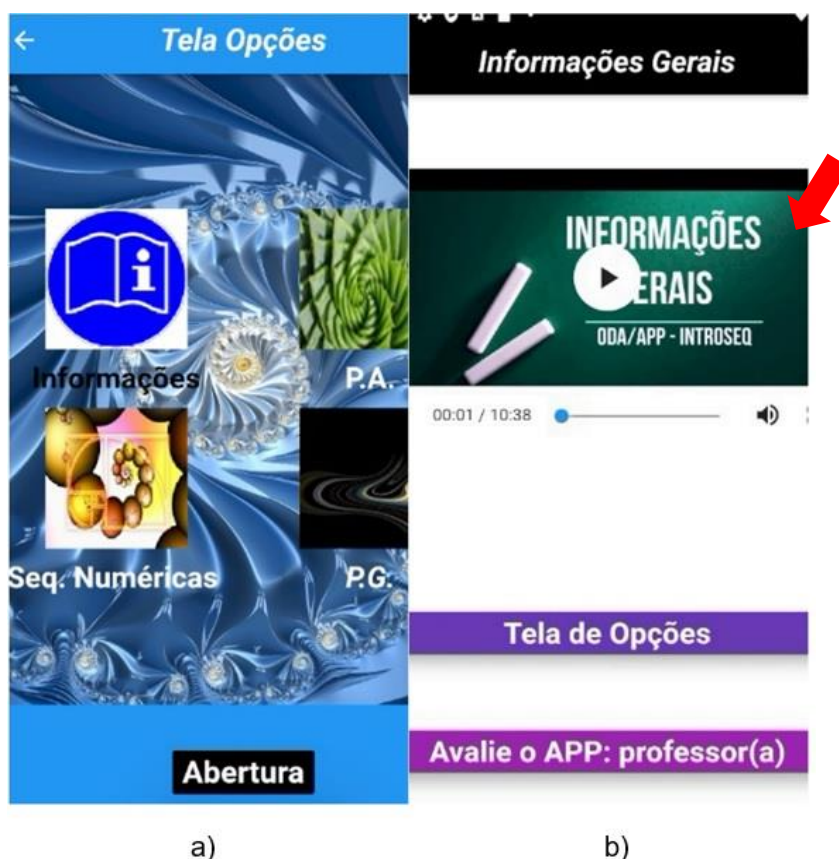 Tela Opções
Informações
P.A.
Seq. Numéricas
P.G.
Abertura
a)
Informações Gerais
INFORMAÇÕES
GERAIS
ODA/APP - INTROSEQ
00:01 / 10:38
Tela de Opções
Avalie o APP: professor(a)
b)